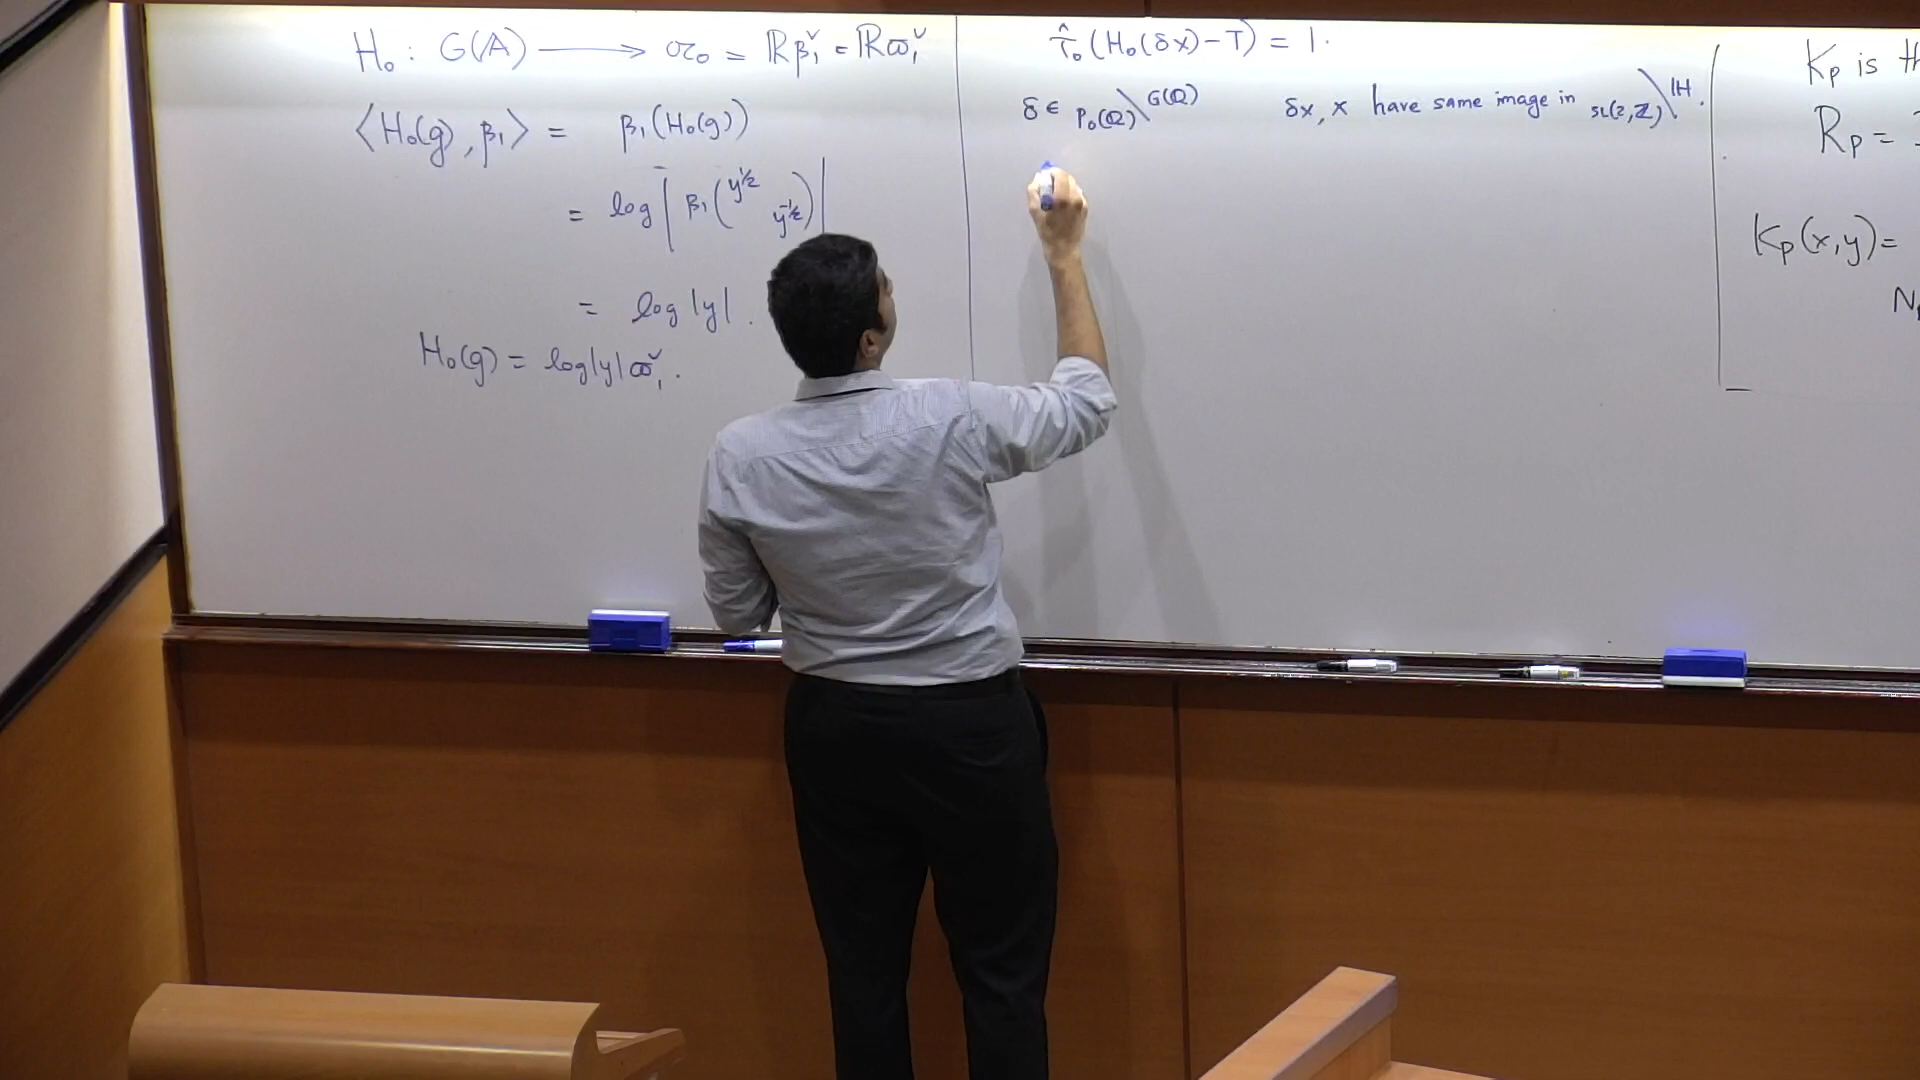 H₀ : G(𝔸) ⟶ 𝔞₀ = ℝβ₁^∨ = ℝϖ₁^∨
⟨H₀(g), β₁⟩ = β₁(H₀(g))
= log | β₁ ( y^{1/2} y^{-1/2} ) |
= log |y| .
H₀(g) = log|y| ϖ₁^∨ .
τ̂₀ (H₀(δx) − T) = 1.
δ ∈ P₀(ℚ)\G(ℚ) δx, x have same image in SL(2,ℤ)\ℍ .
K_P is
R_P =
K_P(x,y) =